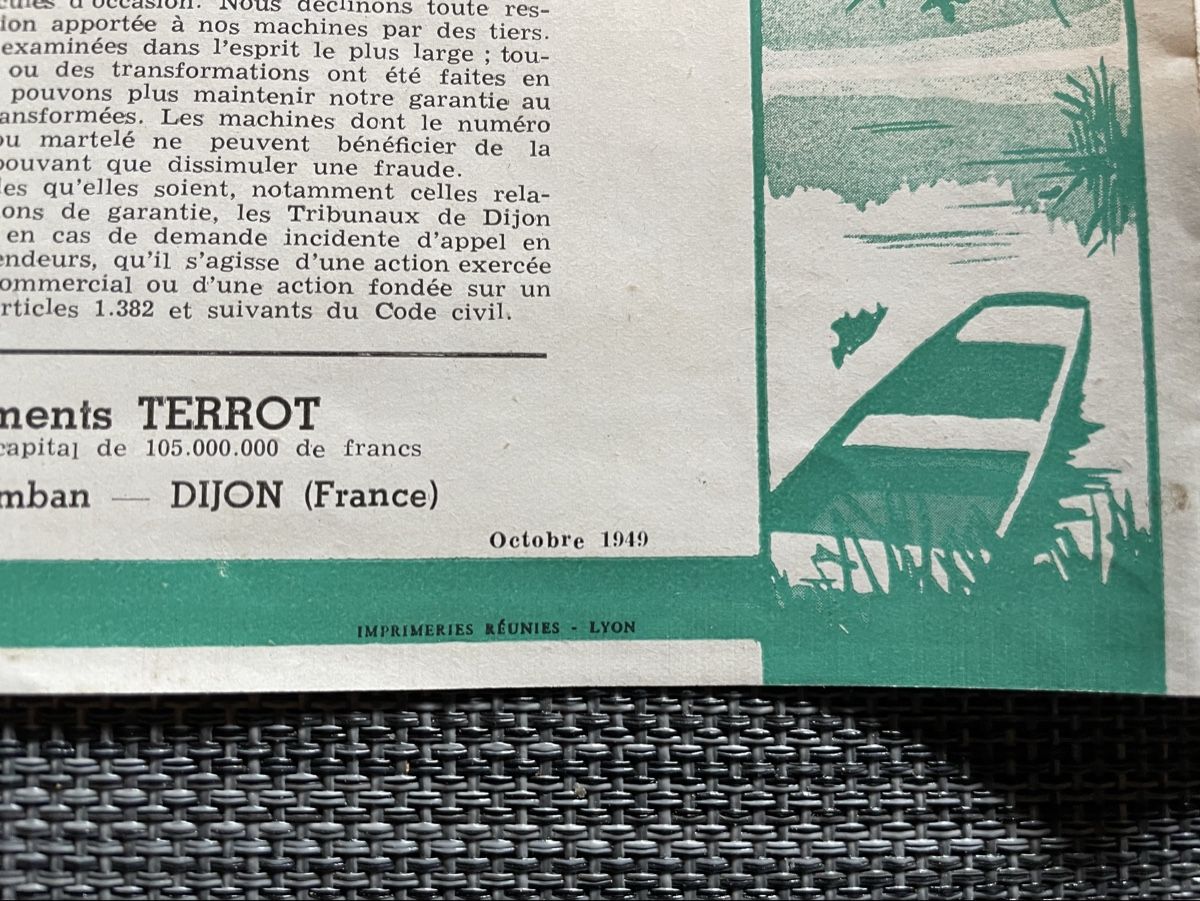 d'occasion. Nous déclinons toute res-
ion apportée à nos machines par des tiers.
examinées dans l'esprit le plus large ; tou-
ou des transformations ont été faites en
pouvons plus maintenir notre garantie au
ansformées. Les machines dont le numéro
ou martelé ne peuvent bénéficier de la
pouvant que dissimuler une fraude.
les qu'elles soient, notamment celles rela-
ons de garantie, les Tribunaux de Dijon
en cas de demande incidente d'appel en
endeurs, qu'il s'agisse d'une action exercée
ommercial ou d'une action fondée sur un
rticles 1.382 et suivants du Code civil.
ments TERROT
capital de 105.000.000 de francs
mban — DIJON (France)
Octobre 1949
IMPRIMERIES RÉUNIES - LYON